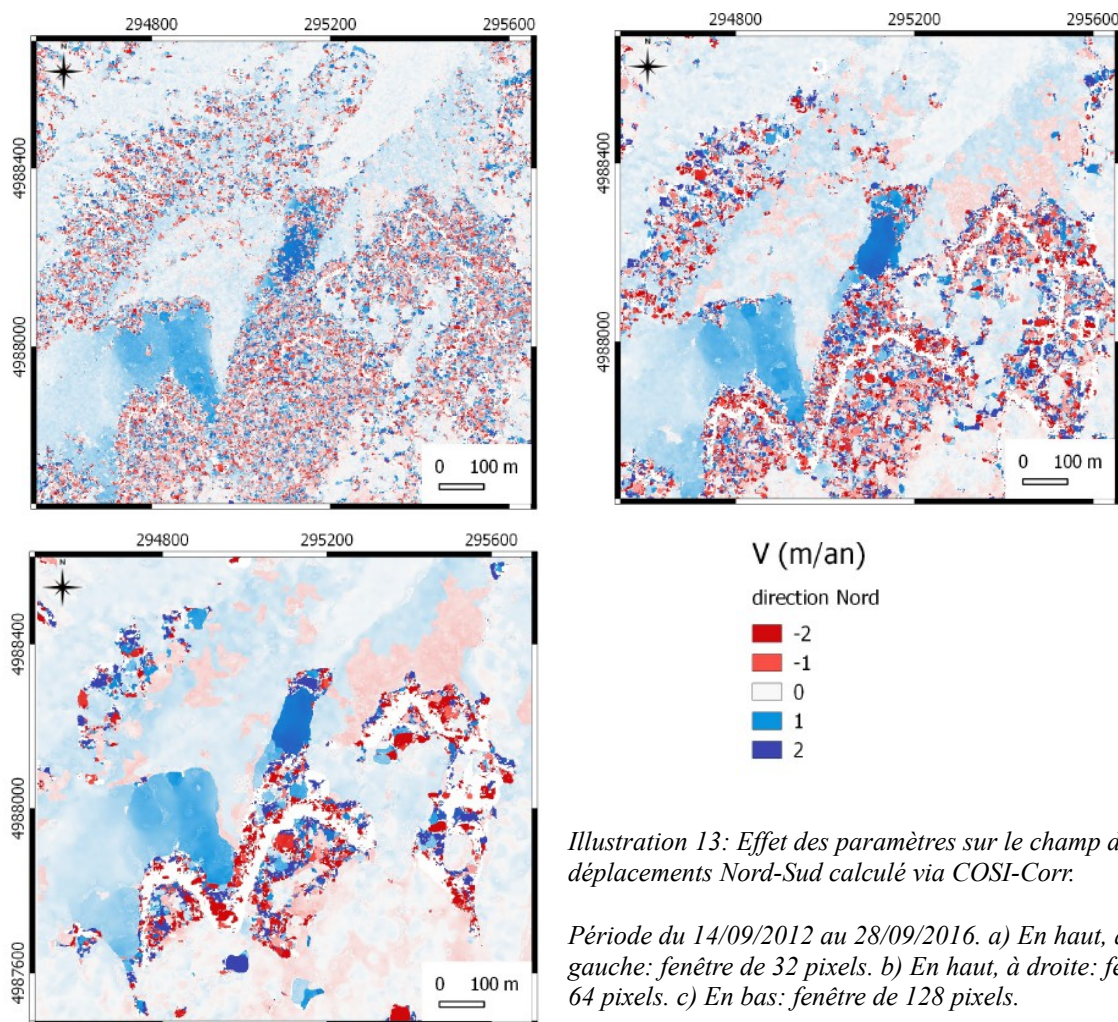 294800 295200 295600
N
4988400
4988000
0 100 m
294800 295200 295600
N
4988400
4988000
0 100 m
294800 295200 295600
N
4988400
4988000
4987600
0 100 m
V (m/an)
direction Nord
-2
-1
0
1
2
Illustration 13: Effet des paramètres sur le champ
déplacements Nord-Sud calculé via COSI-Corr.
Période du 14/09/2012 au 28/09/2016. a) En haut,
gauche: fenêtre de 32 pixels. b) En haut, à droite:
64 pixels. c) En bas: fenêtre de 128 pixels.